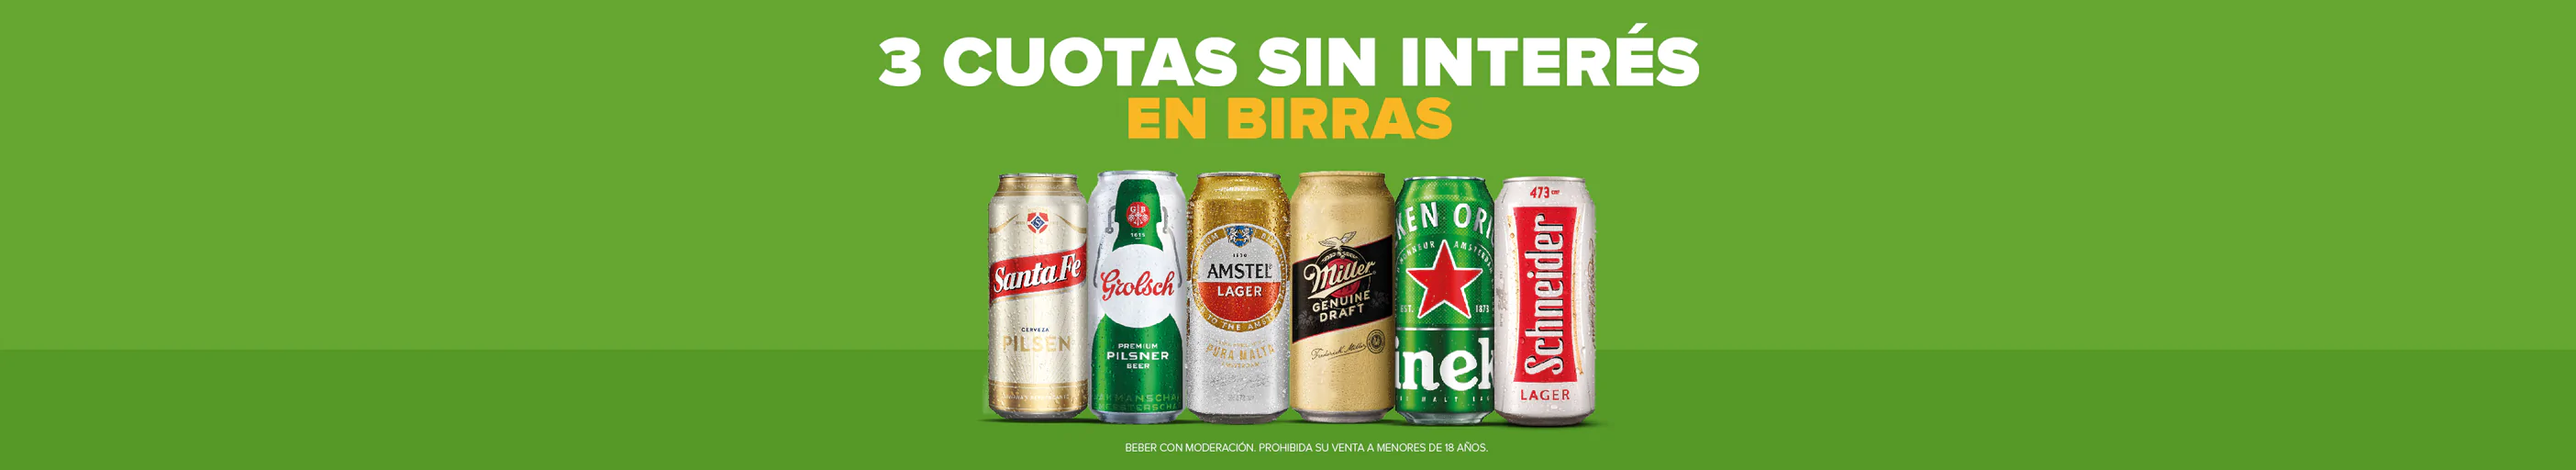 3 CUOTAS SIN INTERÉS
EN BIRRAS
Santa Fe
CERVEZA
PILSEN
G B
1615
Grolsch
PREMIUM
PILSNER
BEER
AMSTEL
LAGER
PURA MALTA
Miller
GENUINE
DRAFT
KEN ORI
EST. 1873
inek
473
Schneider
LAGER
BEBER CON MODERACIÓN. PROHIBIDA SU VENTA A MENORES DE 18 AÑOS.